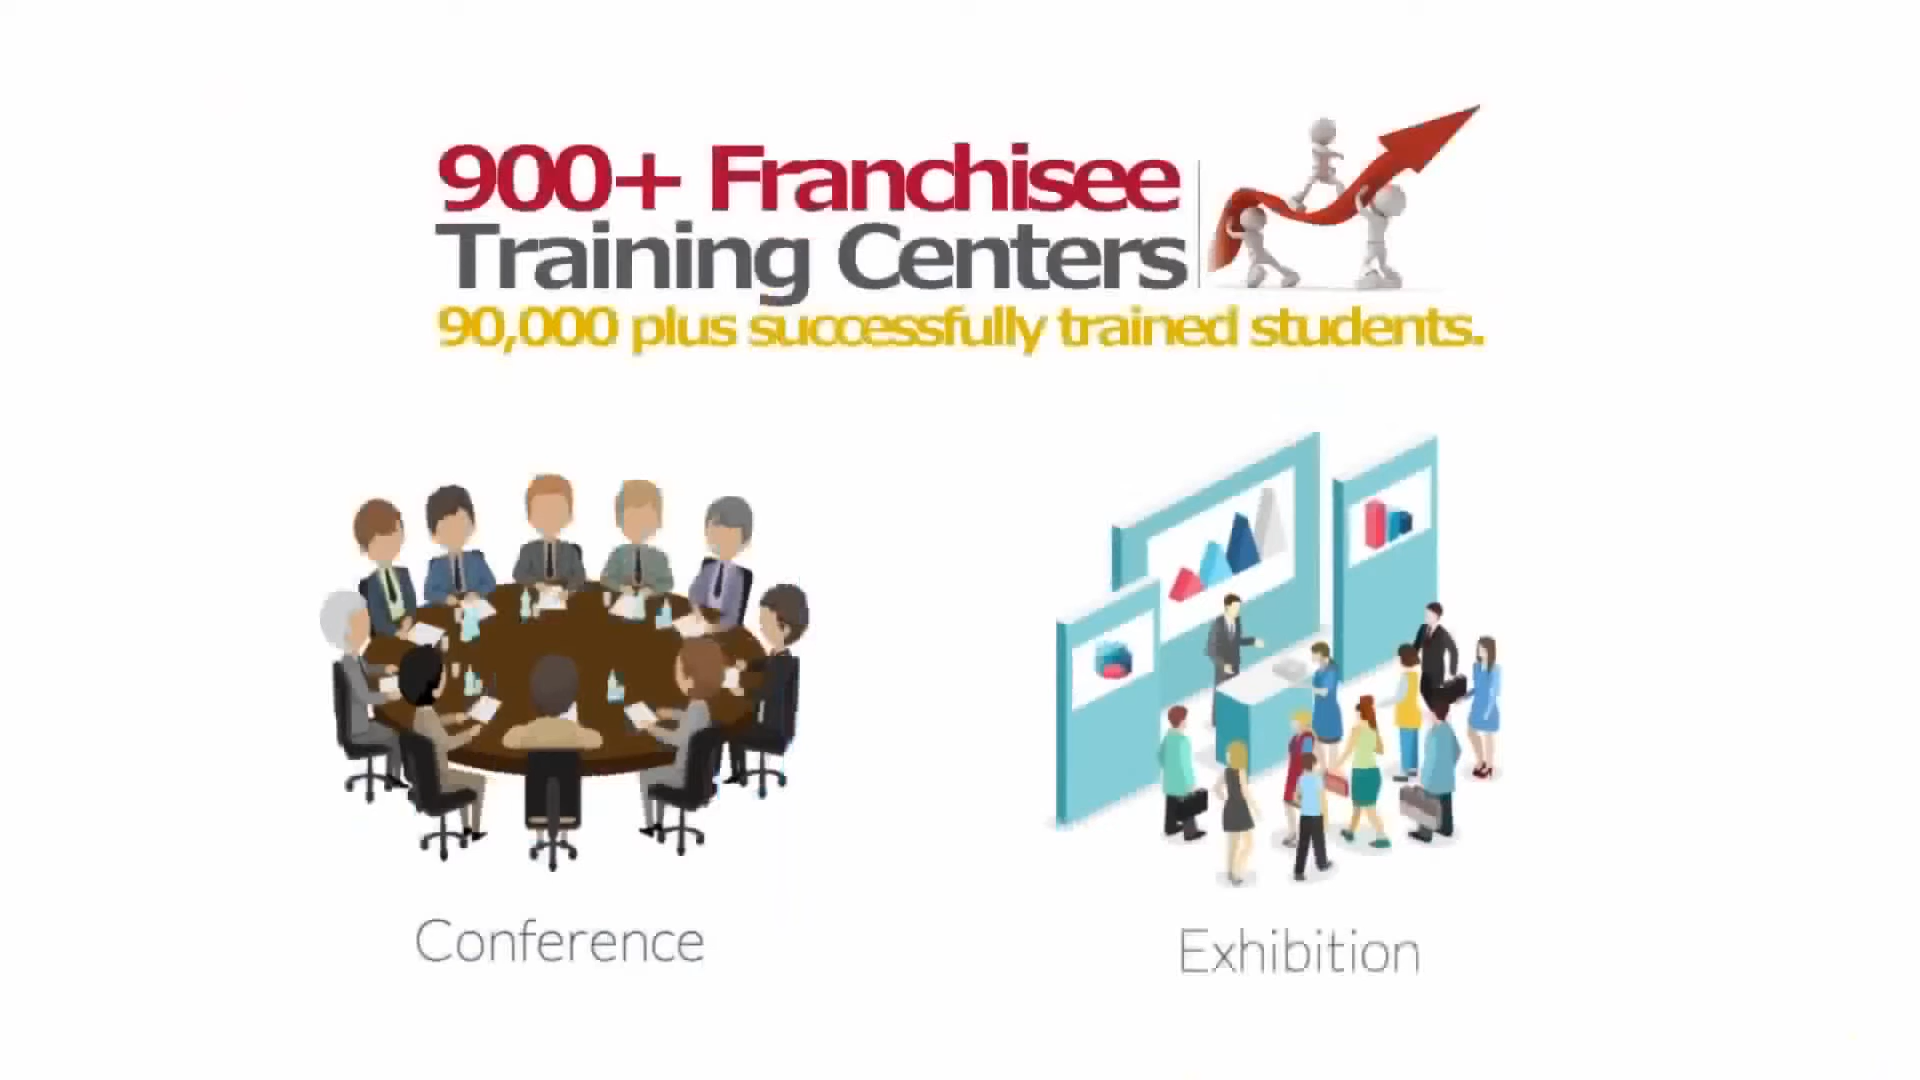 900+ Franchisee
Training Centers
90,000 plus successfully trained students.
Conference
Exhibition